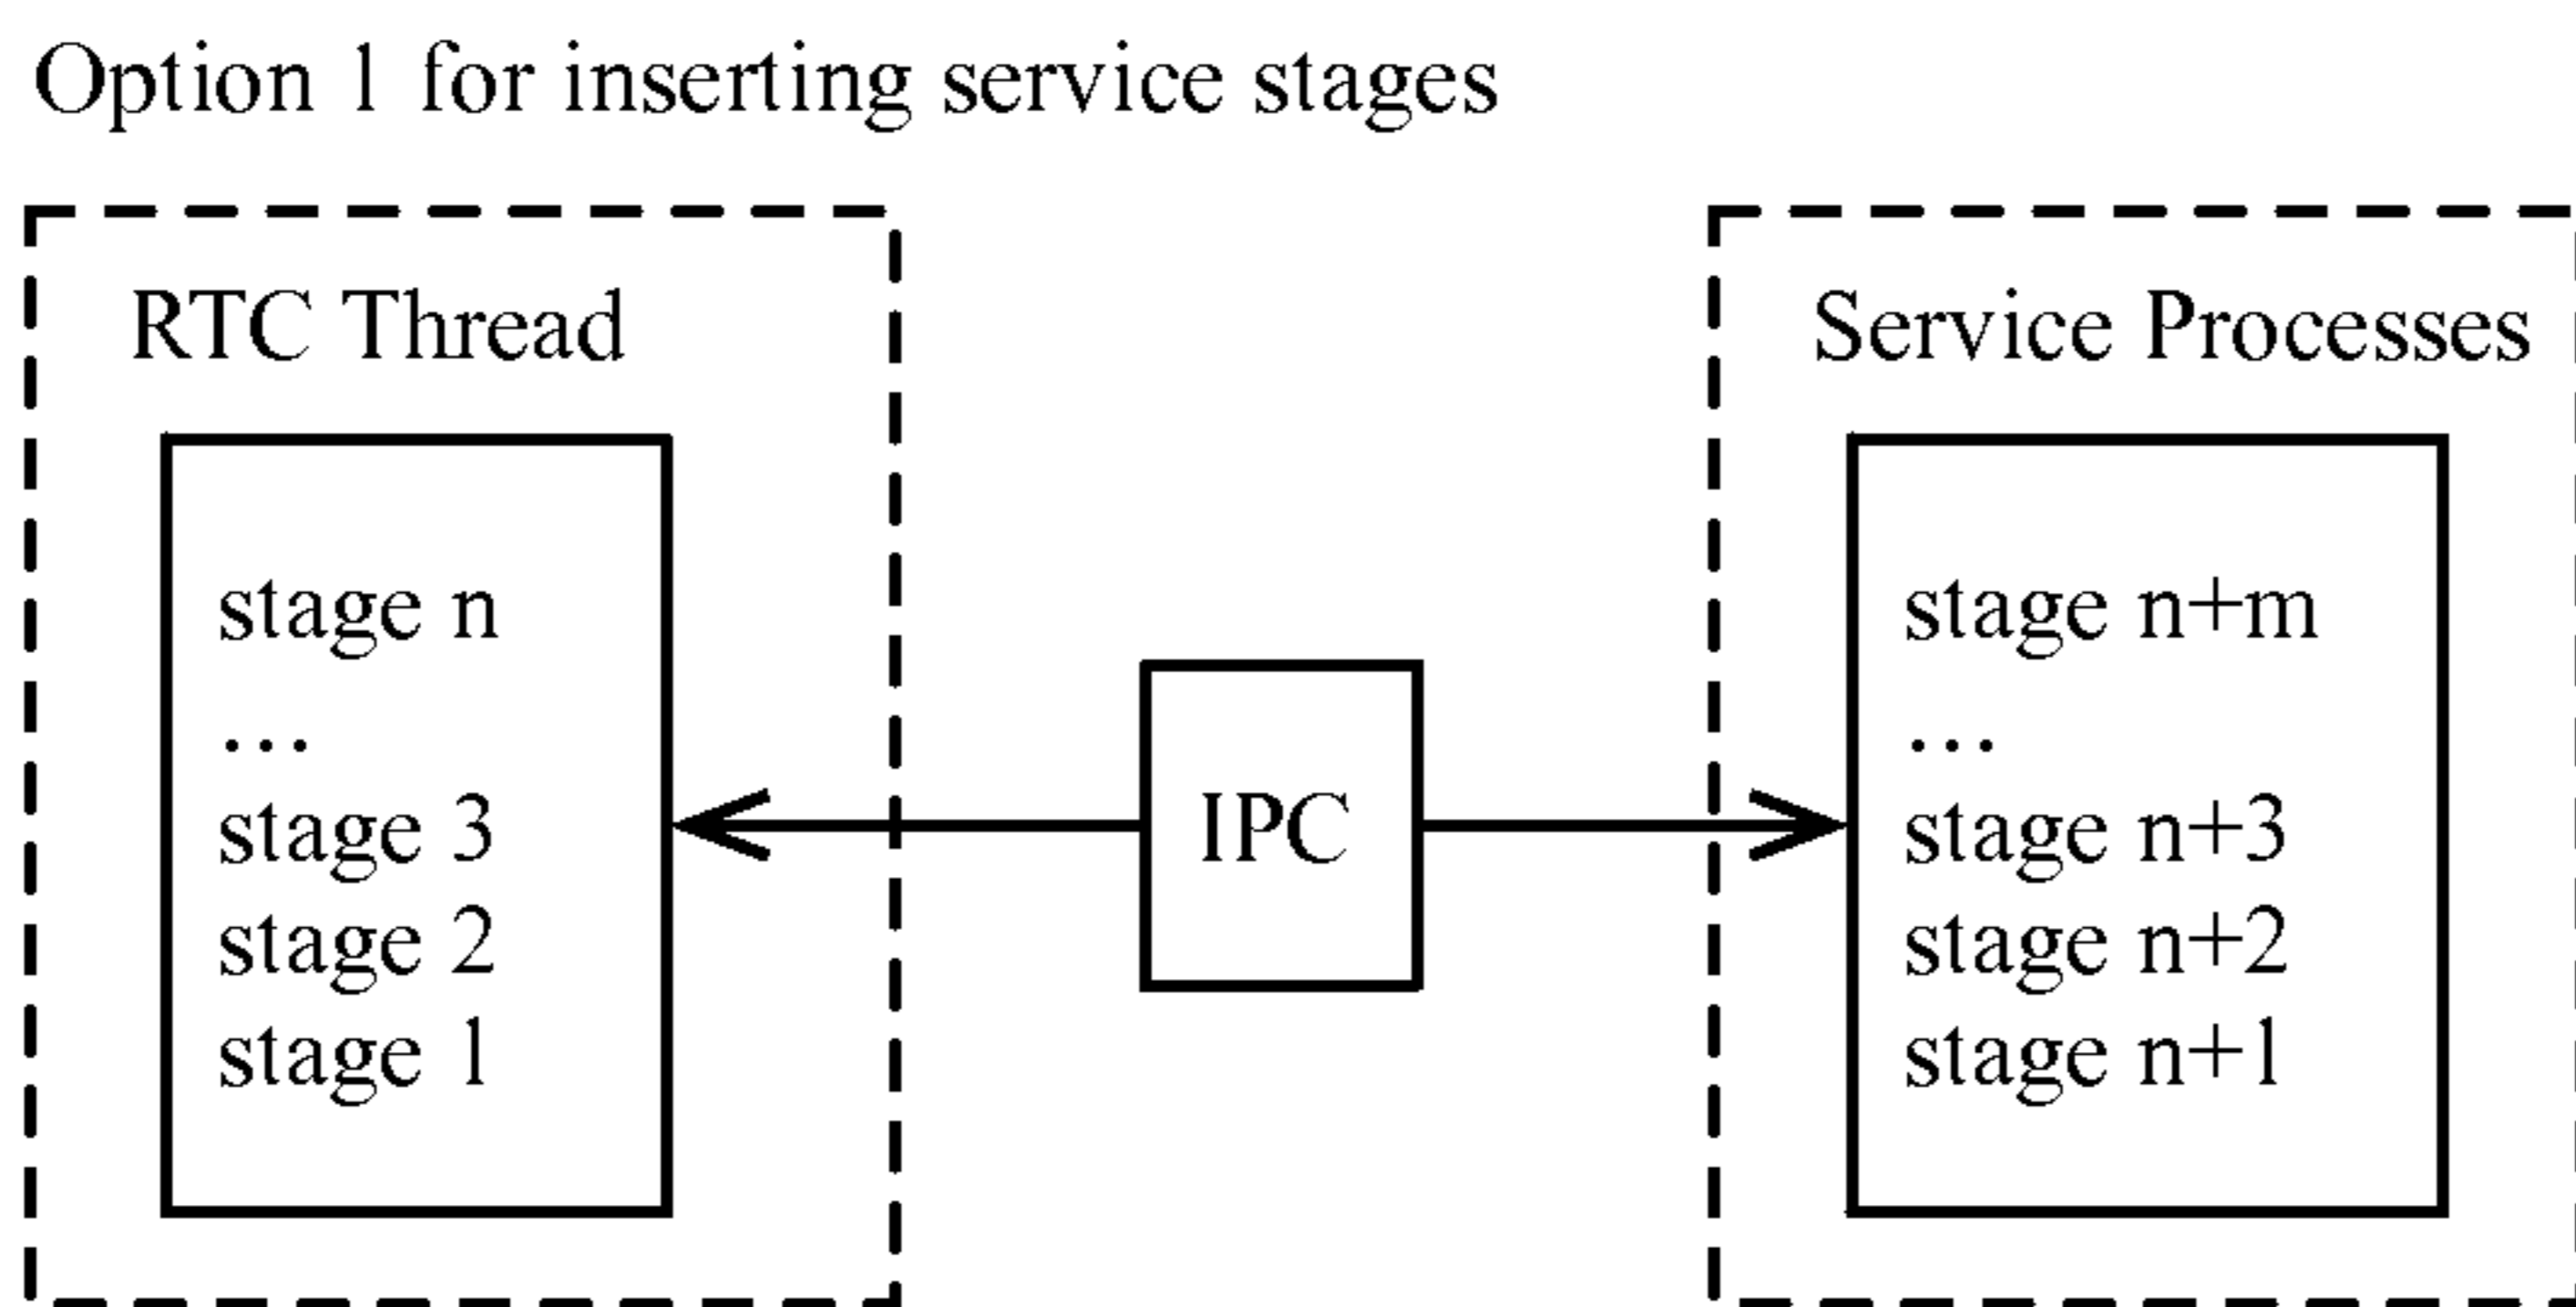 Option 1 for inserting service stages
RTC Thread
stage n
...
stage 3
stage 2
stage 1
IPC
Service Processes
stage n+m
...
stage n+3
stage n+2
stage n+1